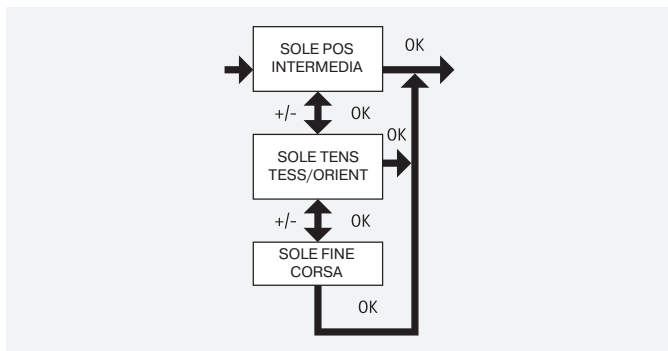 SOLE POS
INTERMEDIA
OK
+/-
OK
OK
SOLE TENS
TESS/ORIENT
+/-
OK
SOLE FINE
CORSA
OK